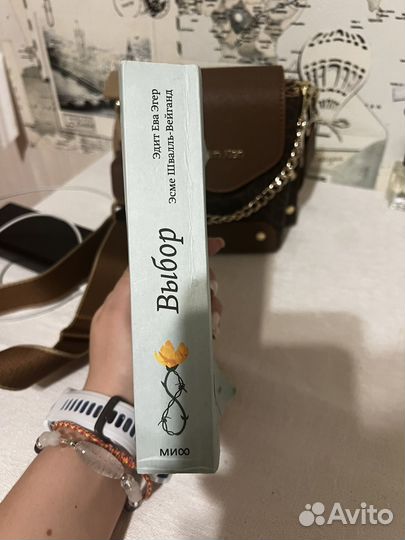 Эдит Ева Эгер
Эсме Швалль-Вейганд
Выбор
МИФ
Avito